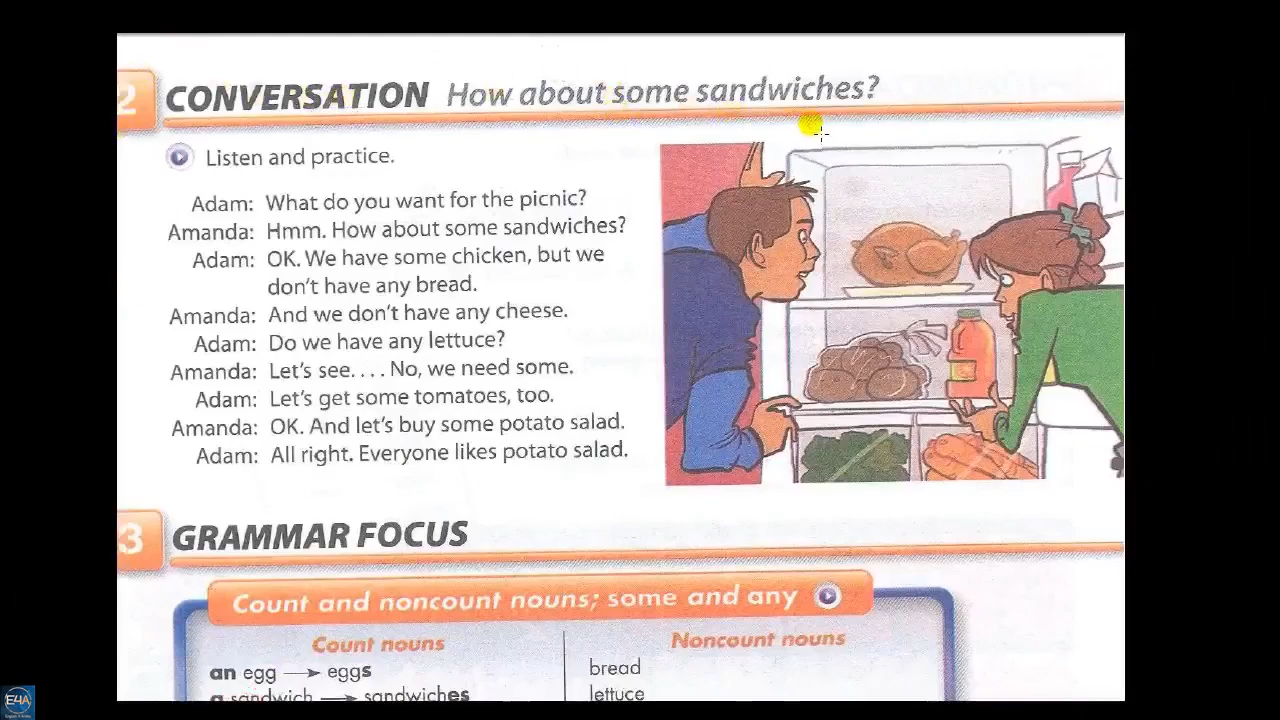 2 CONVERSATION How about some sandwiches?
Listen and practice.
Adam: What do you want for the picnic?
Amanda: Hmm. How about some sandwiches?
Adam: OK. We have some chicken, but we
don't have any bread.
Amanda: And we don't have any cheese.
Adam: Do we have any lettuce?
Amanda: Let's see. . . . No, we need some.
Adam: Let's get some tomatoes, too.
Amanda: OK. And let's buy some potato salad.
Adam: All right. Everyone likes potato salad.
3 GRAMMAR FOCUS
Count and noncount nouns; some and any
Count nouns
Noncount nouns
an egg → eggs
bread
a sandwich → sandwiches
lettuce
E4A